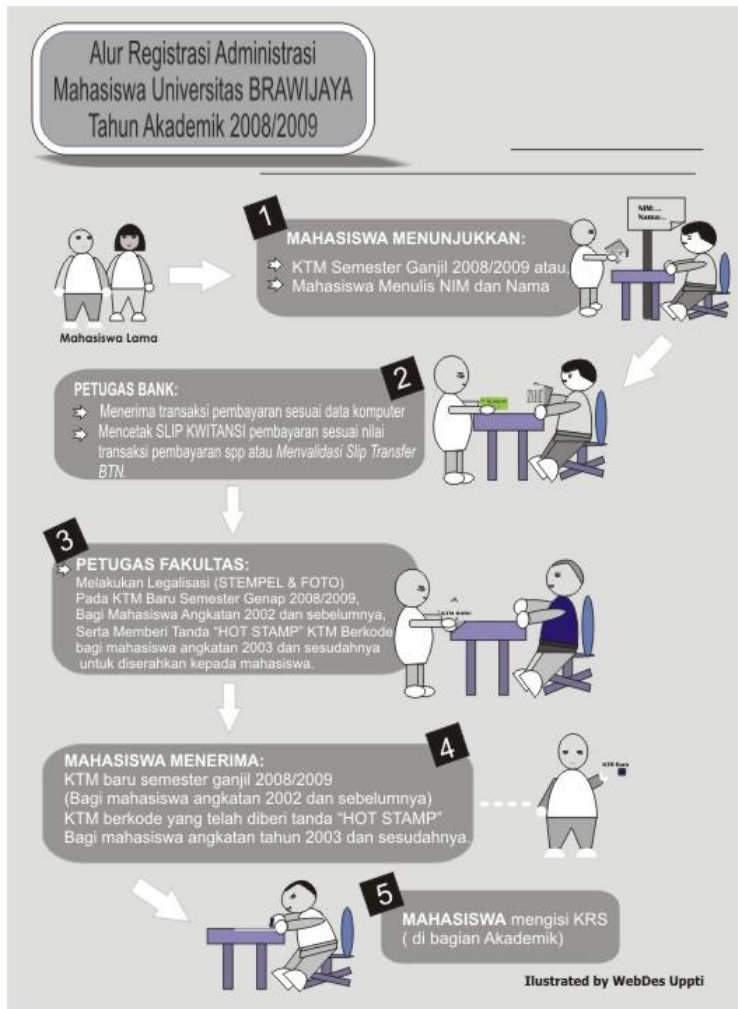 Alur Registrasi Administrasi
Mahasiswa Universitas BRAWIJAYA
Tahun Akademik 2008/2009
1
MAHASISWA MENUNJUKKAN:
KTM Semester Ganjil 2008/2009 atau,
Mahasiswa Menulis NIM dan Nama
NIM:...
Nama:..
Mahasiswa Lama
2
PETUGAS BANK:
Menerima transaksi pembayaran sesuai data komputer
Mencetak SLIP KWITANSI pembayaran sesuai nilai
transaksi pembayaran spp atau Menvalidasi Slip Transfer
BTN.
3
PETUGAS FAKULTAS:
Melakukan Legalisasi (STEMPEL & FOTO)
Pada KTM Baru Semester Genap 2008/2009,
Bagi Mahasiswa Angkatan 2002 dan sebelumnya,
Serta Memberi Tanda "HOT STAMP" KTM Berkode
bagi mahasiswa angkatan 2003 dan sesudahnya
untuk diserahkan kepada mahasiswa.
4
MAHASISWA MENERIMA:
KTM baru semester ganjil 2008/2009
(Bagi mahasiswa angkatan 2002 dan sebelumnya)
KTM berkode yang telah diberi tanda "HOT STAMP"
Bagi mahasiswa angkatan tahun 2003 dan sesudahnya.
KTM Baru
5
MAHASISWA mengisi KRS
( di bagian Akademik)
Ilustrated by WebDes Uppti